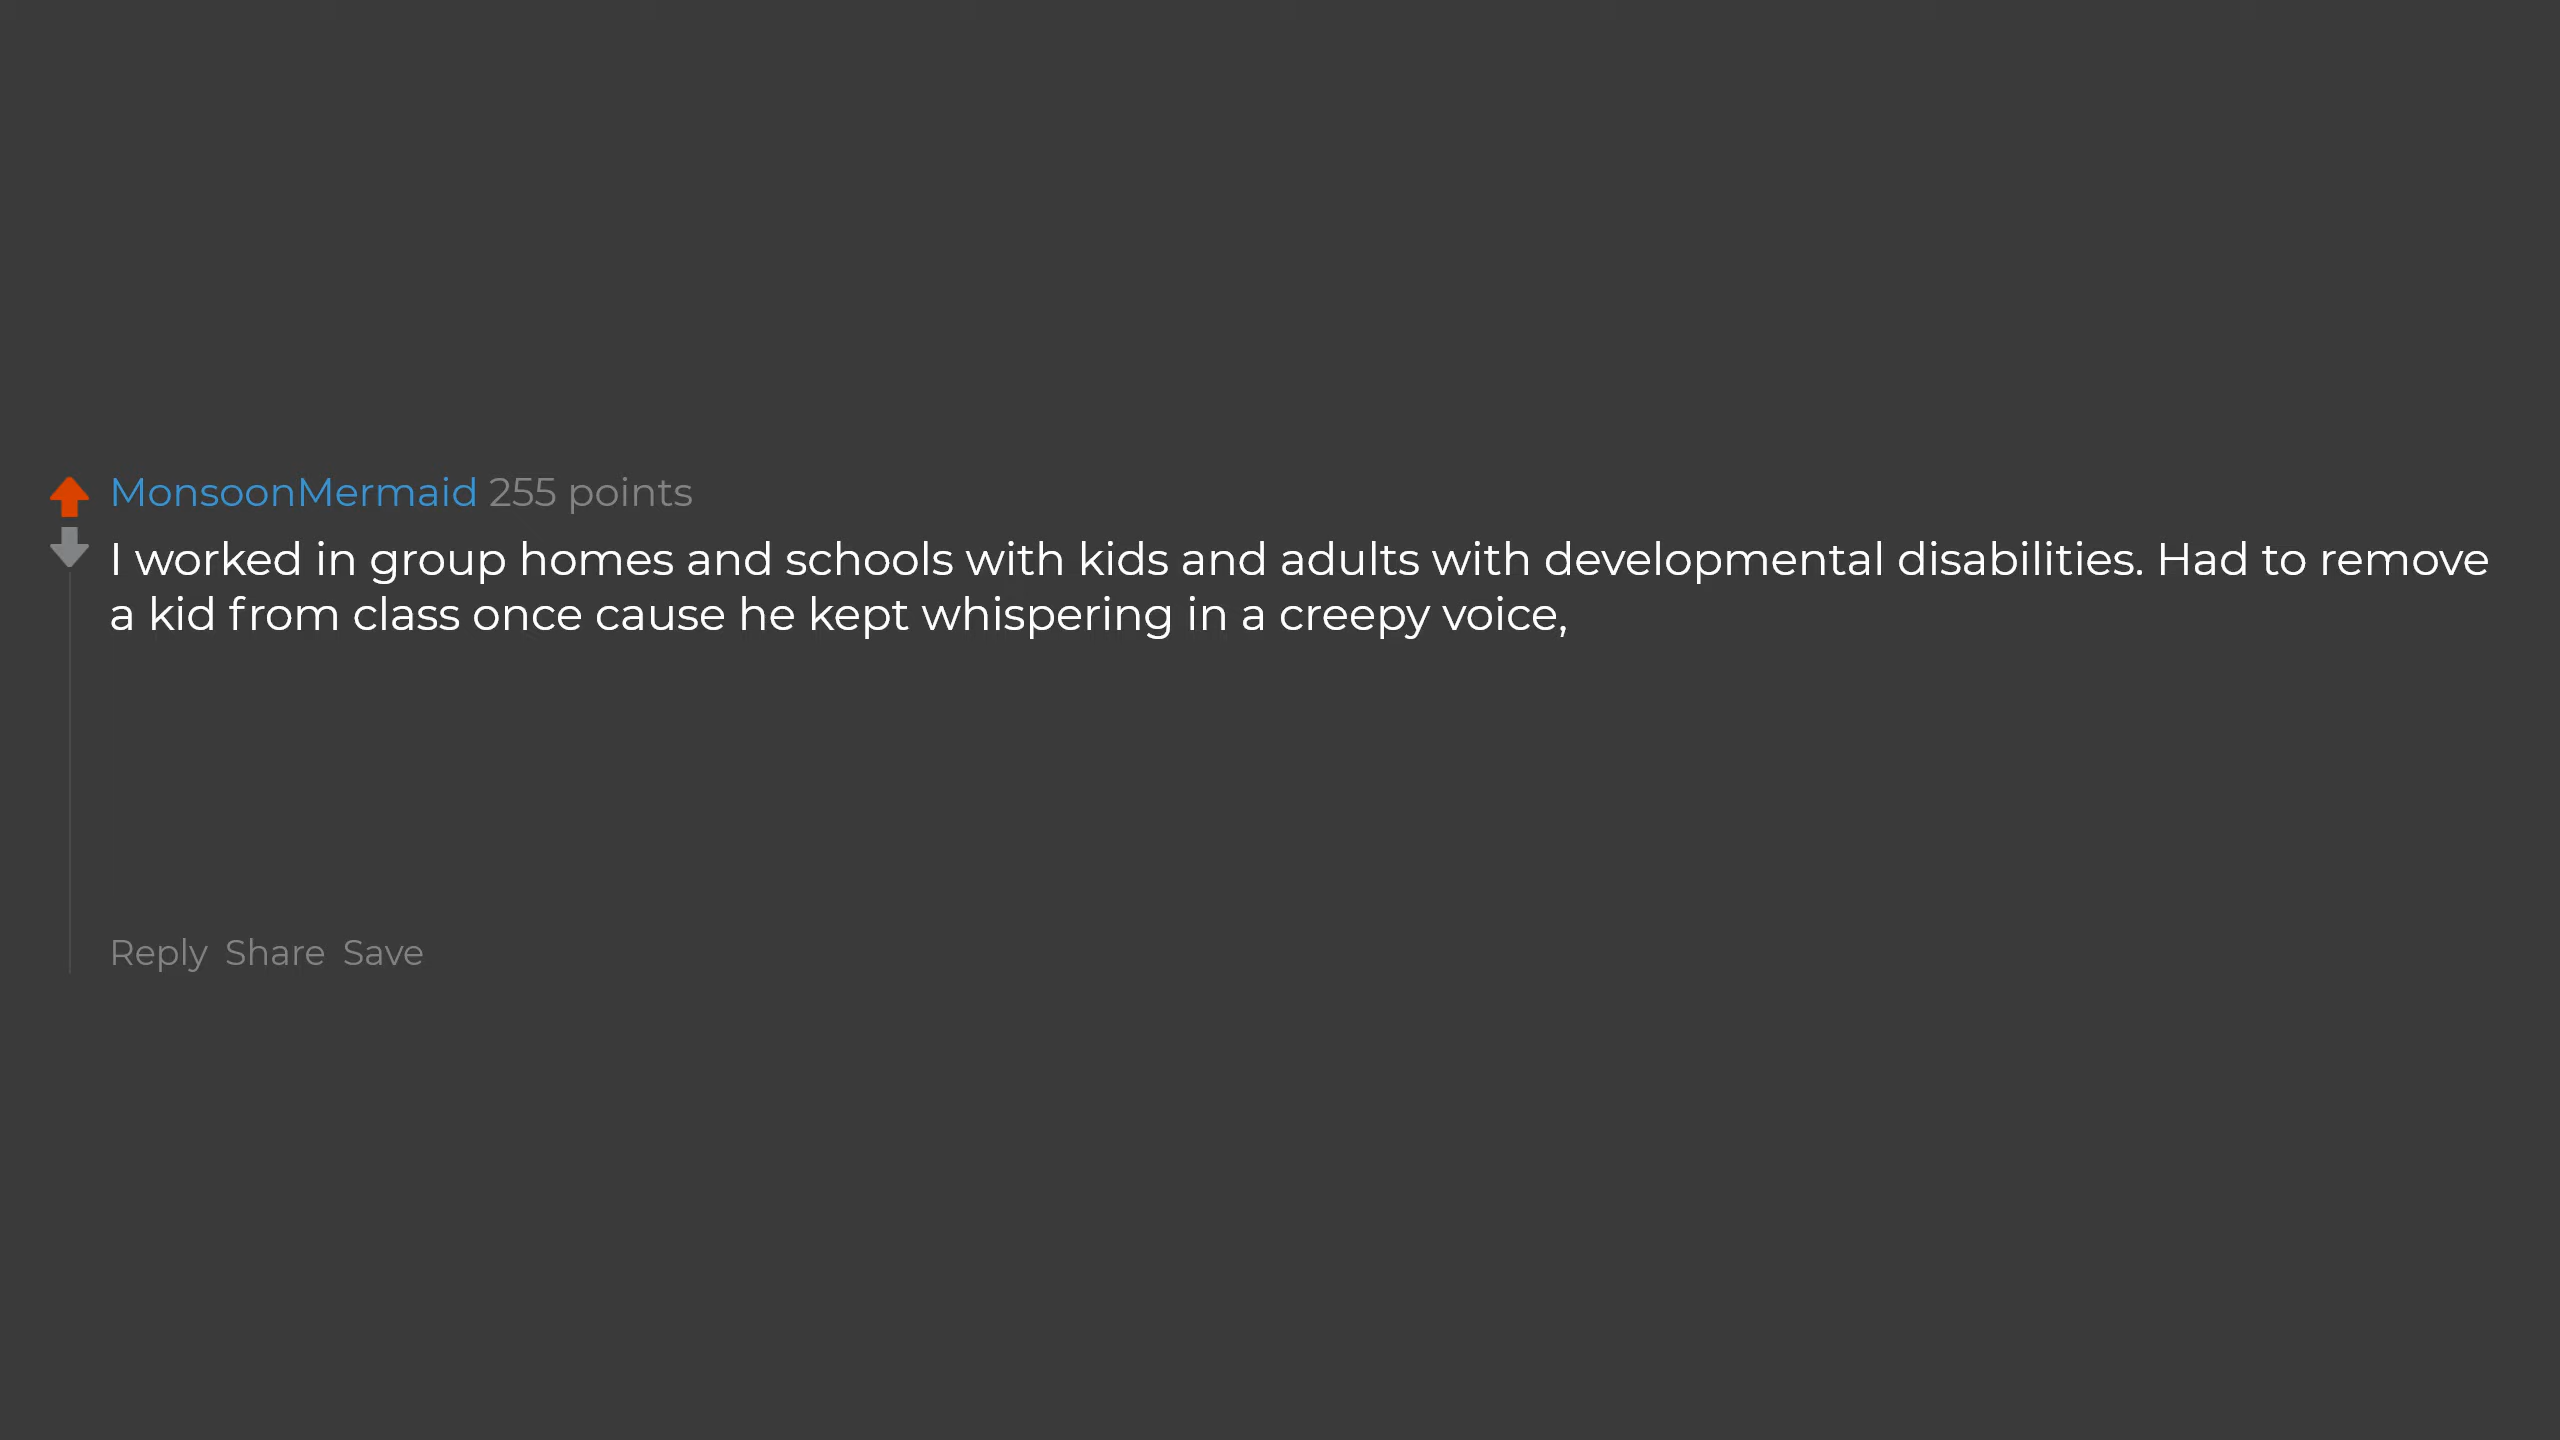 MonsoonMermaid 255 points
I worked in group homes and schools with kids and adults with developmental disabilities. Had to remove
a kid from class once cause he kept whispering in a creepy voice,
Reply Share Save